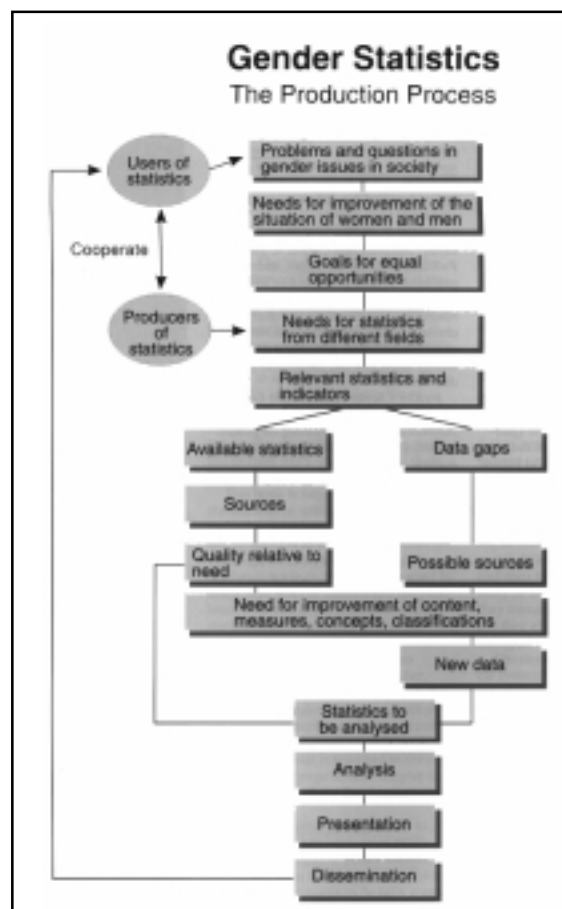 Gender Statistics
The Production Process
Users of
statistics
Problems and questions in
gender issues in society
Needs for improvement of the
situation of women and men
Cooperate
Goals for equal
opportunities
Producers
of
statistics
Needs for statistics
from different fields
Relevant statistics and
indicators
Available statistics
Data gaps
Sources
Quality relative to
need
Possible sources
Need for improvement of content,
measures, concepts, classifications
New data
Statistics to
be analysed
Analysis
Presentation
Dissemination